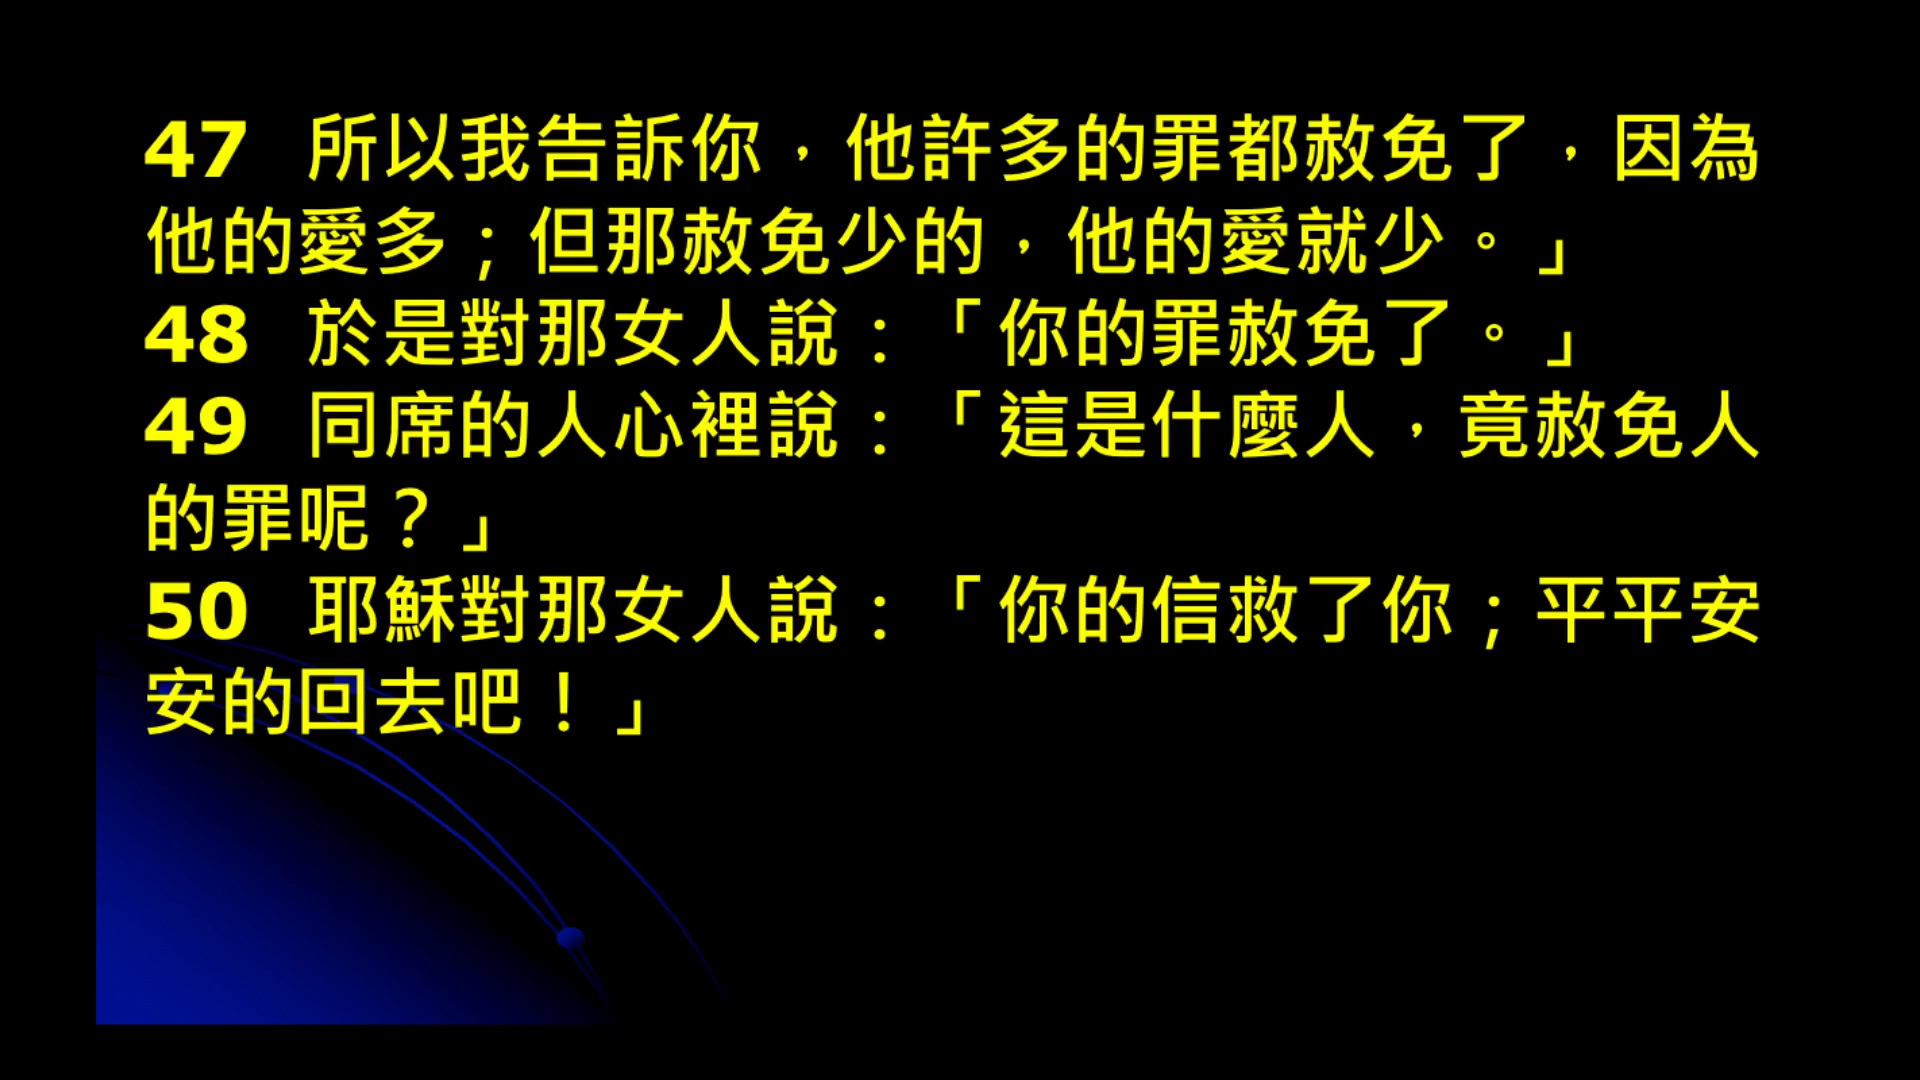 47 所以我告訴你，他許多的罪都赦免了，因為
他的愛多；但那赦免少的，他的愛就少。」
48 於是對那女人說：「你的罪赦免了。」
49 同席的人心裡說：「這是什麼人，竟赦免人
的罪呢？」
50 耶穌對那女人說：「你的信救了你；平平安
安的回去吧！」